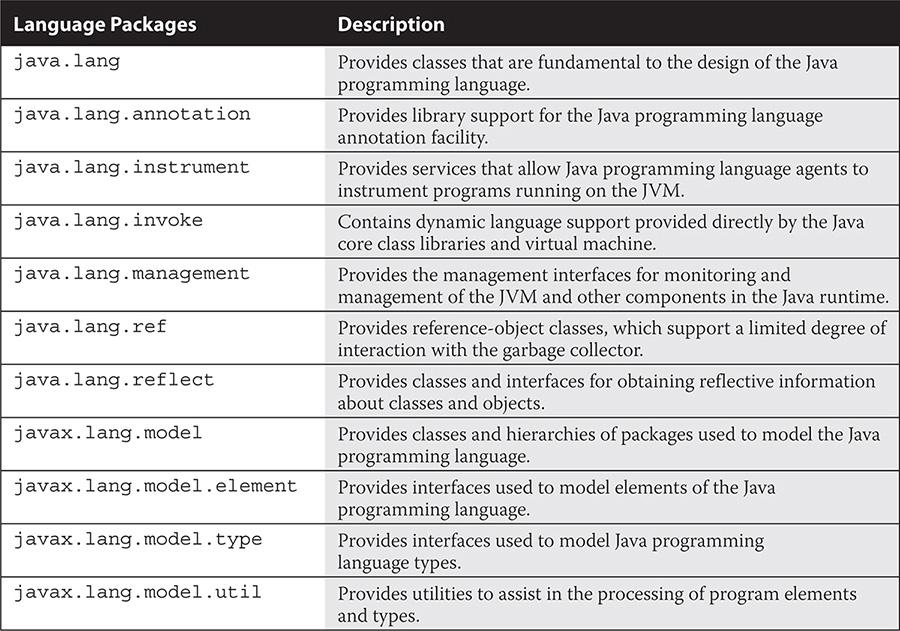 Language Packages Description
java.lang Provides classes that are fundamental to the design of the Java
programming language.
java.lang.annotation Provides library support for the Java programming language
annotation facility.
java.lang.instrument Provides services that allow Java programming language agents to
instrument programs running on the JVM.
java.lang.invoke Contains dynamic language support provided directly by the Java
core class libraries and virtual machine.
java.lang.management Provides the management interfaces for monitoring and
management of the JVM and other components in the Java runtime.
java.lang.ref Provides reference-object classes, which support a limited degree of
interaction with the garbage collector.
java.lang.reflect Provides classes and interfaces for obtaining reflective information
about classes and objects.
javax.lang.model Provides classes and hierarchies of packages used to model the Java
programming language.
javax.lang.model.element Provides interfaces used to model elements of the Java
programming language.
javax.lang.model.type Provides interfaces used to model Java programming
language types.
javax.lang.model.util Provides utilities to assist in the processing of program elements
and types.